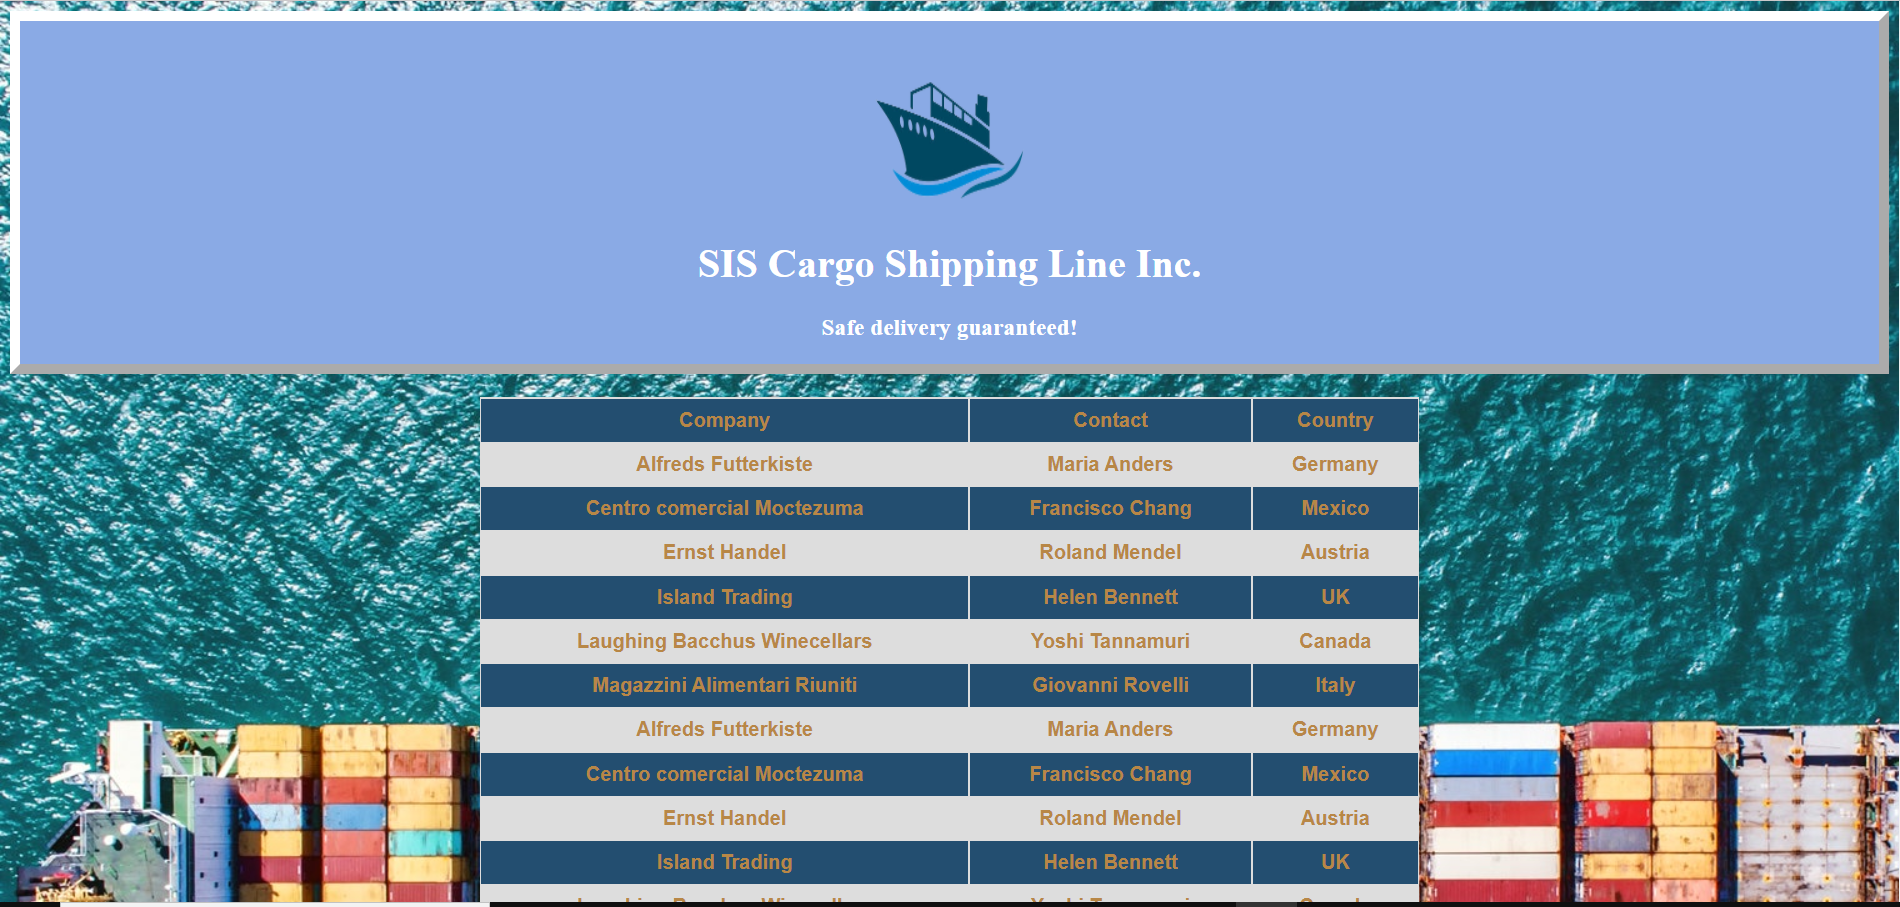 SIS Cargo Shipping Line Inc.
Safe delivery guaranteed!
Company Contact Country
Alfreds Futterkiste Maria Anders Germany
Centro comercial Moctezuma Francisco Chang Mexico
Ernst Handel Roland Mendel Austria
Island Trading Helen Bennett UK
Laughing Bacchus Winecellars Yoshi Tannamuri Canada
Magazzini Alimentari Riuniti Giovanni Rovelli Italy
Alfreds Futterkiste Maria Anders Germany
Centro comercial Moctezuma Francisco Chang Mexico
Ernst Handel Roland Mendel Austria
Island Trading Helen Bennett UK